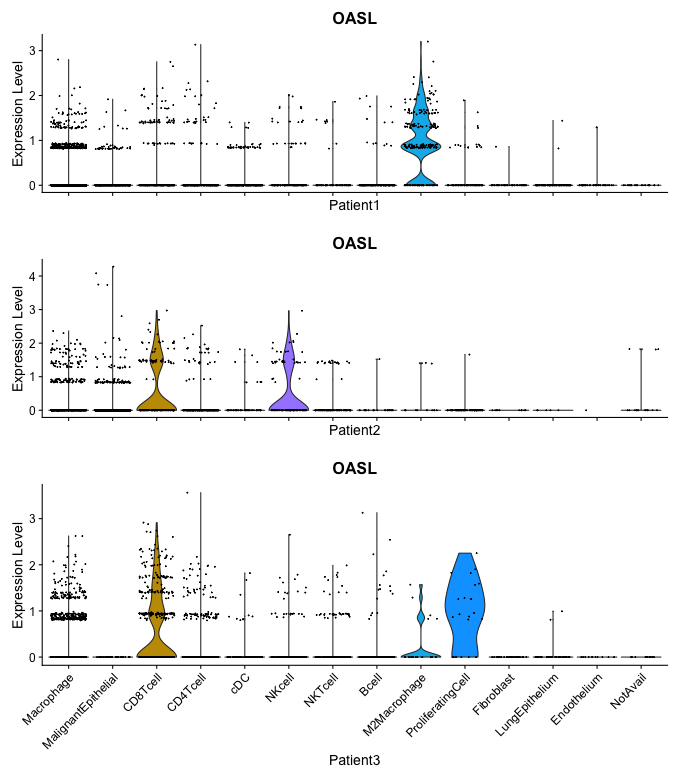 OASL
Expression Level
3
2
1
0
Patient1
OASL
Expression Level
4
3
2
1
0
Patient2
OASL
Expression Level
3
2
1
0
Macrophage
MalignantEpithelial
CD8Tcell
CD4Tcell
cDC
NKcell
NKTcell
Bcell
M2Macrophage
ProliferatingCell
Fibroblast
LungEpithelium
Endothelium
NotAvail
Patient3